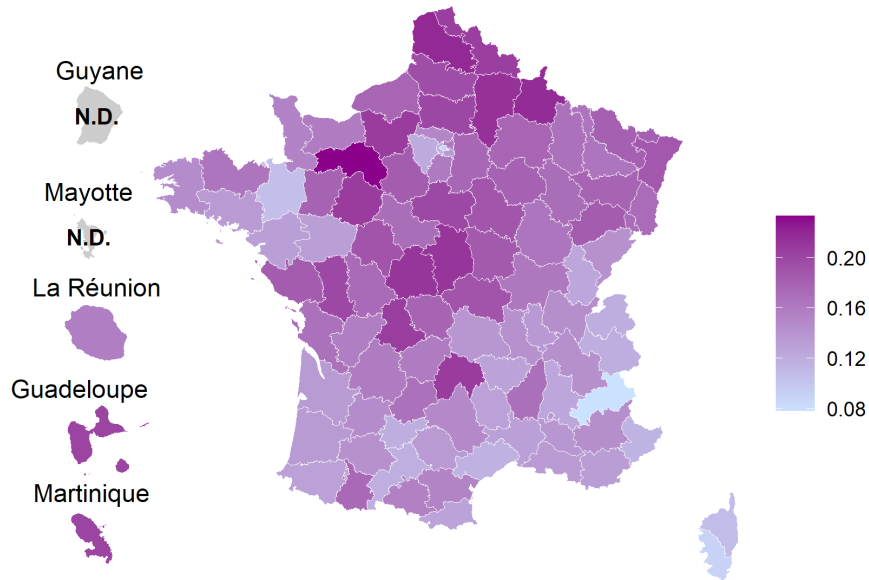 Guyane
N.D.
Mayotte
N.D.
La Réunion
Guadeloupe
Martinique
0.20
0.16
0.12
0.08